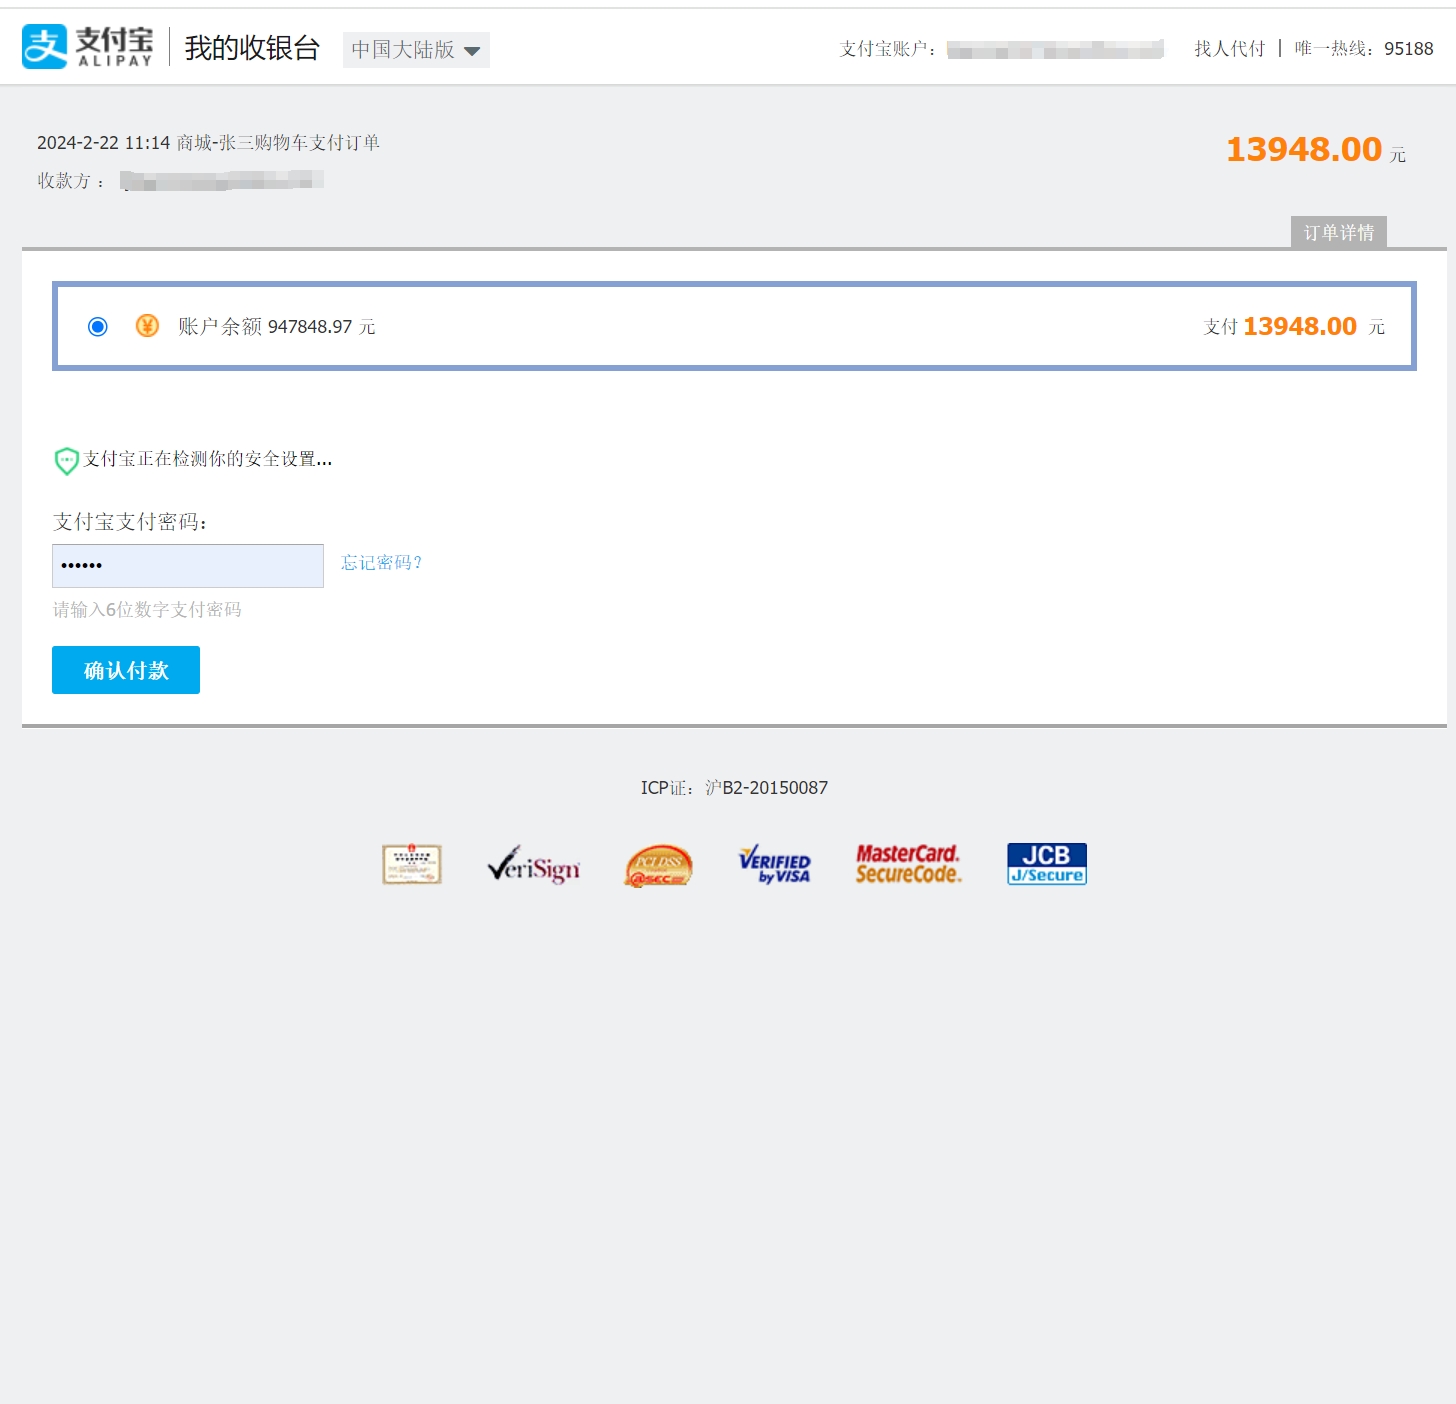 支付宝
ALIPAY
我的收银台
中国大陆版
支付宝账户：
找人代付
唯一热线：95188
2024-2-22 11:14 商城-张三购物车支付订单
13948.00 元
收款方：
订单详情
账户余额 947848.97 元
支付 13948.00 元
支付宝正在检测你的安全设置...
支付宝支付密码：
••••••
忘记密码？
请输入6位数字支付密码
确认付款
ICP证：沪B2-20150087
VeriSign
PCI DSS
@SEC
VERIFIED
by VISA
MasterCard.
SecureCode.
JCB
J/Secure